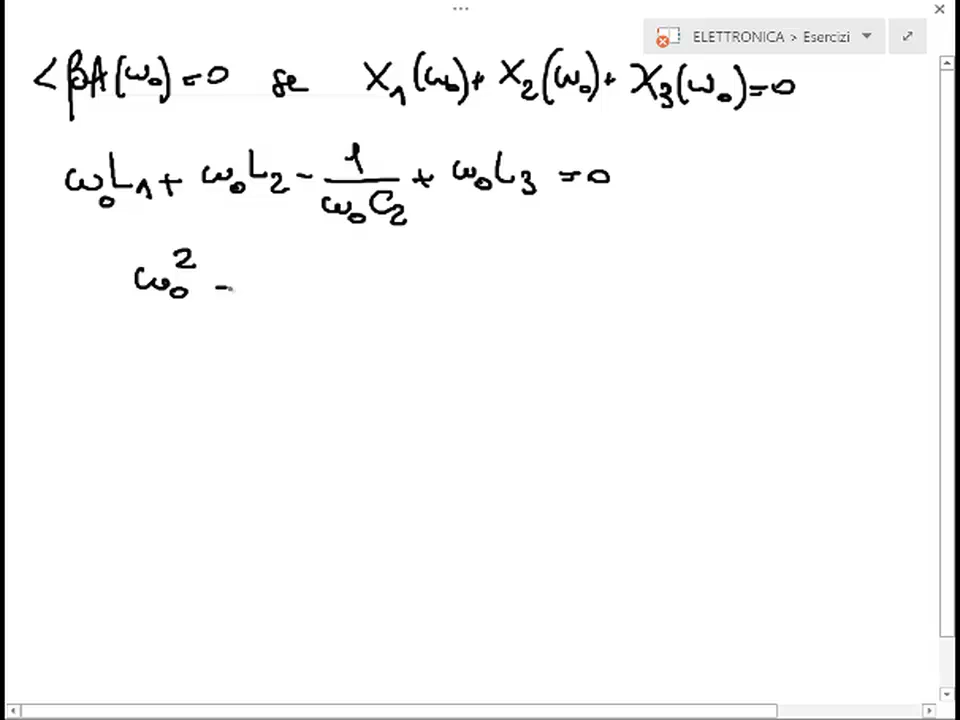 ELETTRONICA > Esercizi
< βA(ω₀) = 0 se X₁(ω₀) + X₂(ω₀) + X₃(ω₀) = 0
ω₀L₁ + ω₀L₂ - 1/(ω₀C₂) + ω₀L₃ = 0
ω₀² -